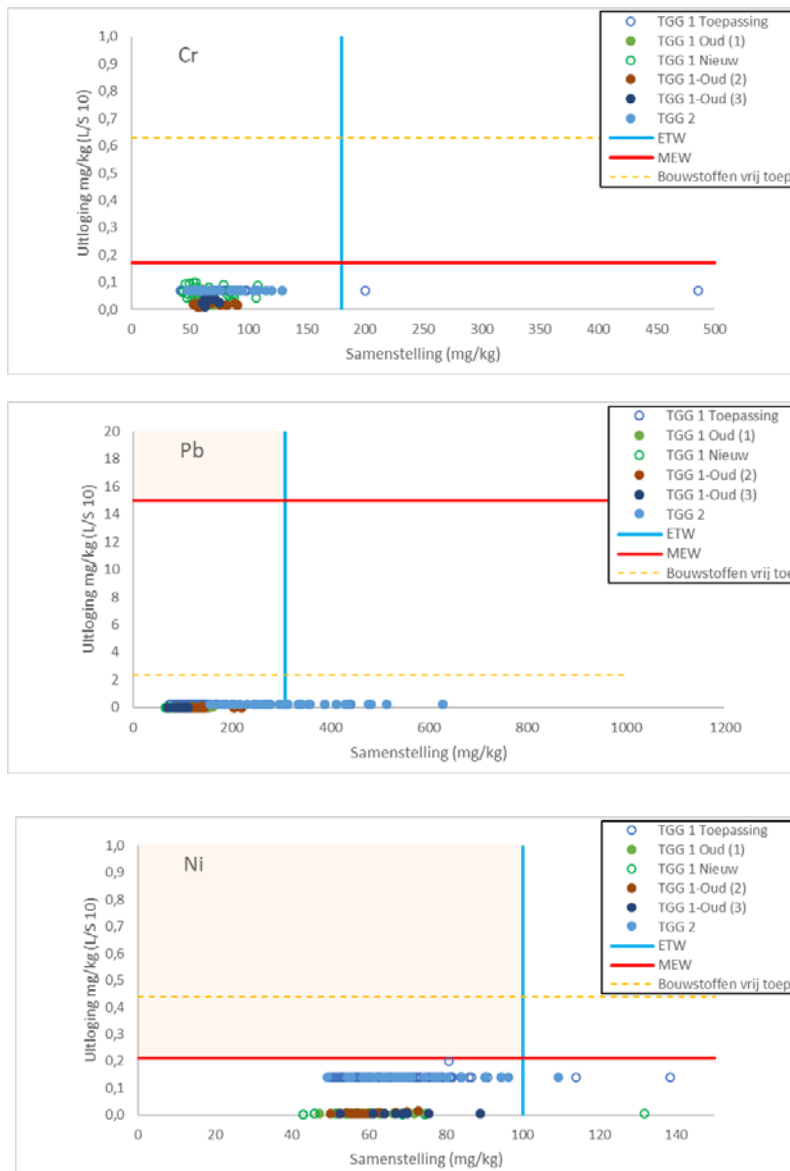 Cr
Uitloging mg/kg (L/S 10)
1,0
0,9
0,8
0,7
0,6
0,5
0,4
0,3
0,2
0,1
0,0
0
50
100
150
200
250
300
350
400
450
500
Samenstelling (mg/kg)
TGG 1 Toepassing
TGG 1 Oud (1)
TGG 1 Nieuw
TGG 1-Oud (2)
TGG 1-Oud (3)
TGG 2
ETW
MEW
Bouwstoffen vrij toep
Pb
Uitloging mg/kg (L/S 10)
20
18
16
14
12
10
8
6
4
2
0
0
200
400
600
800
1000
1200
Samenstelling (mg/kg)
TGG 1 Toepassing
TGG 1 Oud (1)
TGG 1 Nieuw
TGG 1-Oud (2)
TGG 1-Oud (3)
TGG 2
ETW
MEW
Bouwstoffen vrij toe
Ni
Uitloging mg/kg (L/S 10)
1,0
0,9
0,8
0,7
0,6
0,5
0,4
0,3
0,2
0,1
0,0
0
20
40
60
80
100
120
140
Samenstelling (mg/kg)
TGG 1 Toepassing
TGG 1 Oud (1)
TGG 1 Nieuw
TGG 1-Oud (2)
TGG 1-Oud (3)
TGG 2
ETW
MEW
Bouwstoffen vrij toep